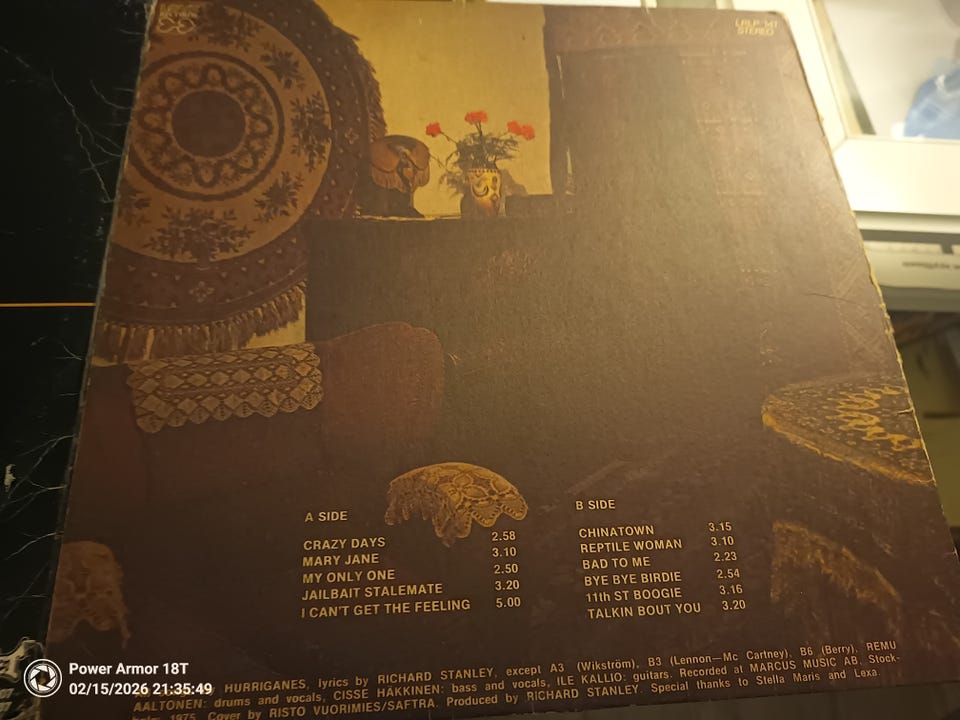 LRLP 141
STEREO
A SIDE
CRAZY DAYS 2.58
MARY JANE 3.10
MY ONLY ONE 2.50
JAILBAIT STALEMATE 3.20
I CAN'T GET THE FEELING 5.00
B SIDE
CHINATOWN 3.15
REPTILE WOMAN 3.10
BAD TO ME 2.23
BYE BYE BIRDIE 2.54
11th ST BOOGIE 3.16
TALKIN BOUT YOU 3.20
HURRIGANES, lyrics by RICHARD STANLEY, except A3 (Wikström), B3 (Lennon—Mc Cartney), B6 (Berry), REMU
AALTONEN: drums and vocals, CISSE HÄKKINEN: bass and vocals, ILE KALLIO: guitars. Recorded at MARCUS MUSIC AB, Stock-
holm 1975. Cover by RISTO VUORIMIES/SAFTRA. Produced by RICHARD STANLEY. Special thanks to Stella Maris and Lexa.
Power Armor 18T
02/15/2026 21:35:49